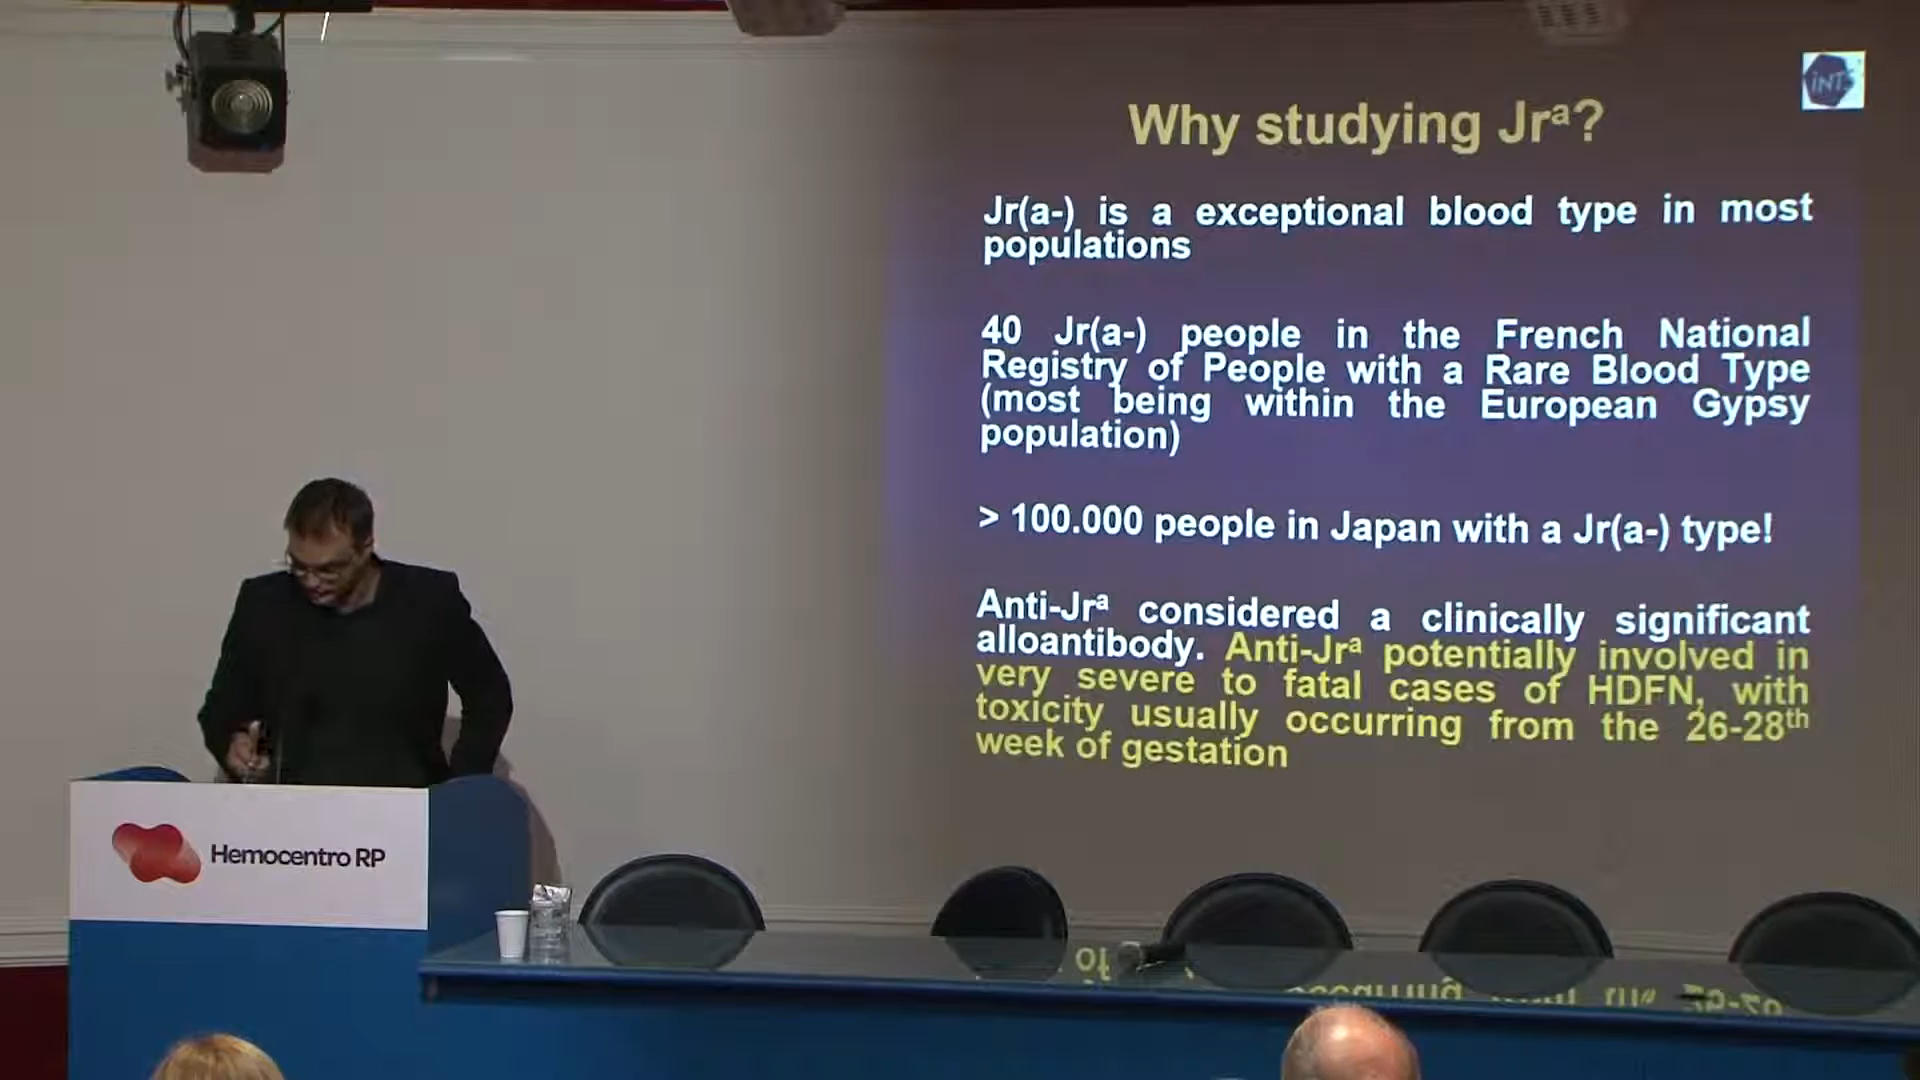 iNTS
Why studying Jrᵃ?
Jr(a-) is a exceptional blood type in most
populations
40 Jr(a-) people in the French National
Registry of People with a Rare Blood Type
(most being within the European Gypsy
population)
> 100.000 people in Japan with a Jr(a-) type!
Anti-Jrᵃ considered a clinically significant
alloantibody. Anti-Jrᵃ potentially involved in
very severe to fatal cases of HDFN, with
toxicity usually occurring from the 26-28ᵗʰ
week of gestation
Hemocentro RP